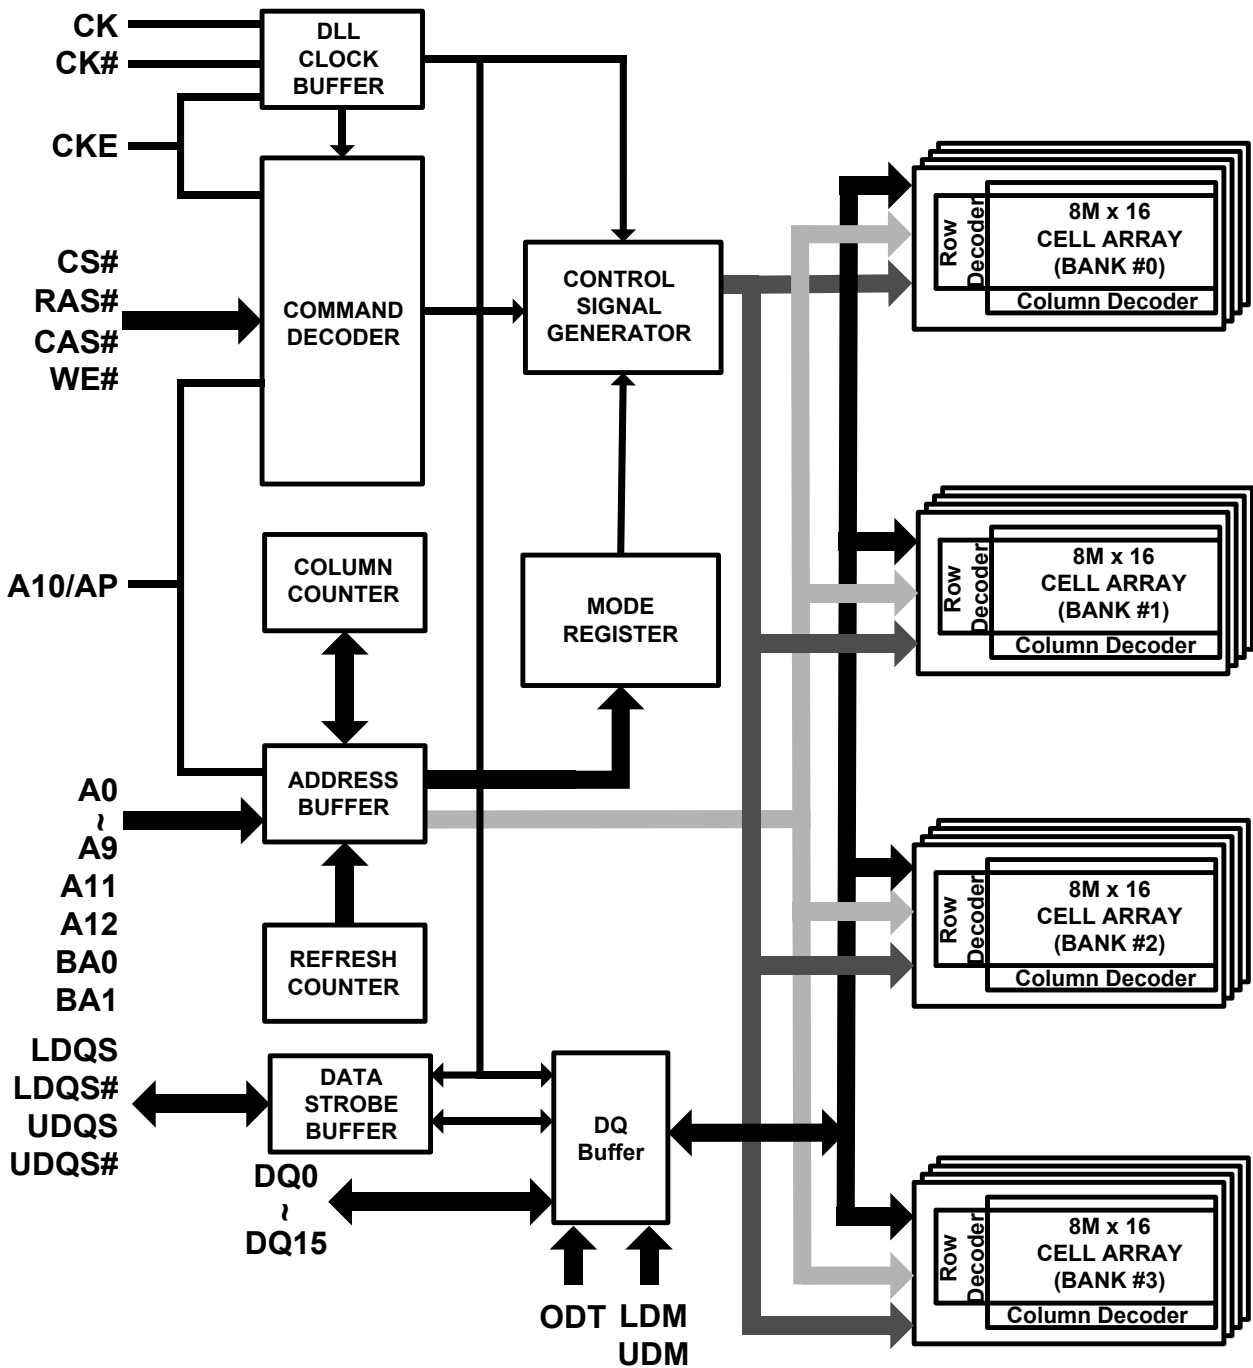 CK
CK#
CKE
DLL
CLOCK
BUFFER
CS#
RAS#
CAS#
WE#
COMMAND
DECODER
CONTROL
SIGNAL
GENERATOR
A10/AP
COLUMN
COUNTER
MODE
REGISTER
A0
~
A9
A11
A12
BA0
BA1
ADDRESS
BUFFER
REFRESH
COUNTER
LDQS
LDQS#
UDQS
UDQS#
DATA
STROBE
BUFFER
DQ0
~
DQ15
DQ
Buffer
ODT
LDM
UDM
Row
Decoder
8M x 16
CELL ARRAY
(BANK #0)
Column Decoder
Row
Decoder
8M x 16
CELL ARRAY
(BANK #1)
Column Decoder
Row
Decoder
8M x 16
CELL ARRAY
(BANK #2)
Column Decoder
Row
Decoder
8M x 16
CELL ARRAY
(BANK #3)
Column Decoder